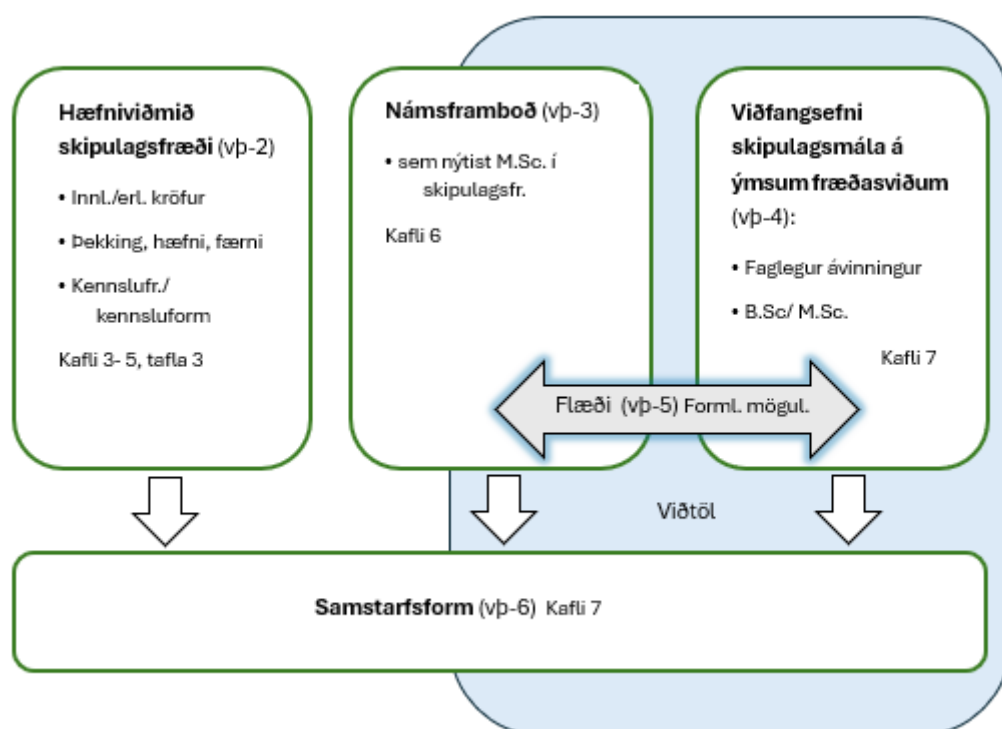 Hæfniviðmið
skipulagsfræði (vþ-2)
• Innl./erl. kröfur
• Þekking, hæfni, færni
• Kennslufr./
kennsluform
Kafli 3- 5, tafla 3
Námsframboð (vþ-3)
• sem nýtist M.Sc. í
skipulagsfr.
Kafli 6
Viðfangsefni
skipulagsmála á
ýmsum fræðasviðum
(vþ-4):
• Faglegur ávinningur
• B.Sc/ M.Sc.
Kafli 7
Flæði (vþ-5) Forml. mögul.
Viðtöl
Samstarfsform (vþ-6) Kafli 7